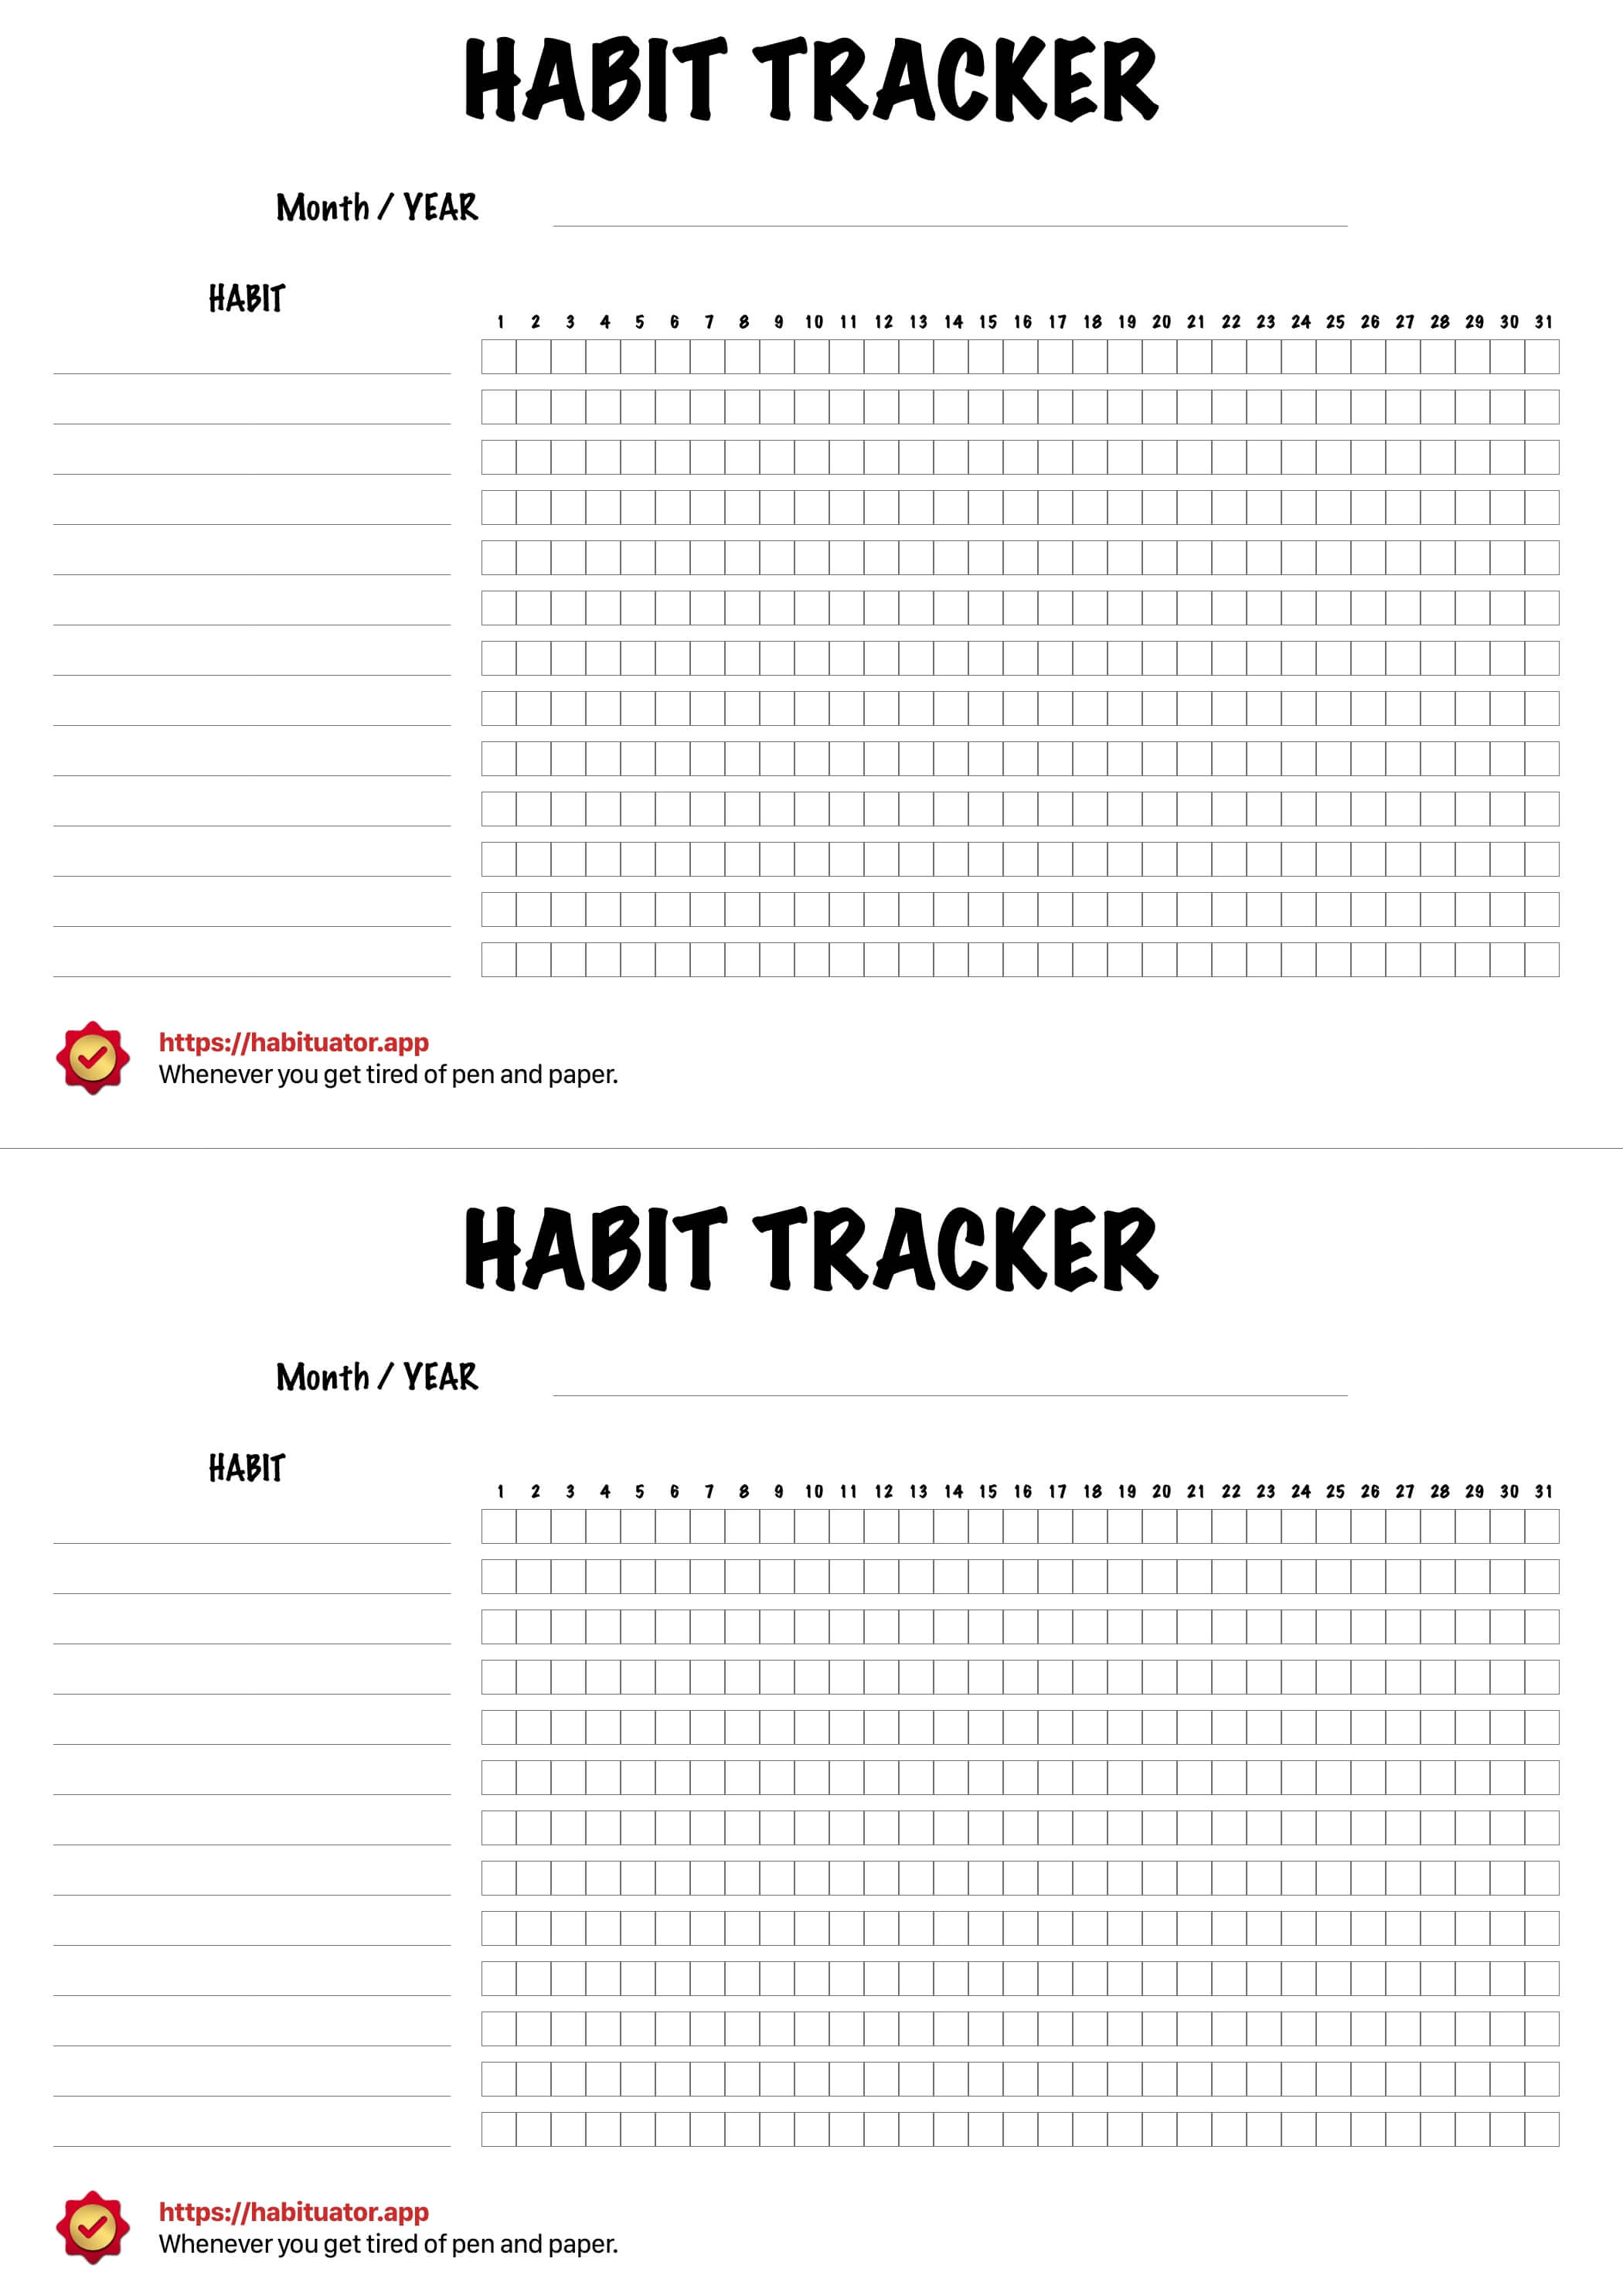 HABIT TRACKER
Month / YEAR
HABIT
1 2 3 4 5 6 7 8 9 10 11 12 13 14 15 16 17 18 19 20 21 22 23 24 25 26 27 28 29 30 31
https://habituator.app
Whenever you get tired of pen and paper.
HABIT TRACKER
Month / YEAR
HABIT
1 2 3 4 5 6 7 8 9 10 11 12 13 14 15 16 17 18 19 20 21 22 23 24 25 26 27 28 29 30 31
https://habituator.app
Whenever you get tired of pen and paper.